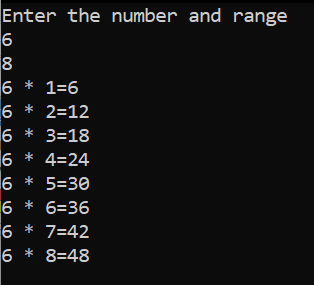 Enter the number and range
6
8
6 * 1=6
6 * 2=12
6 * 3=18
6 * 4=24
6 * 5=30
6 * 6=36
6 * 7=42
6 * 8=48